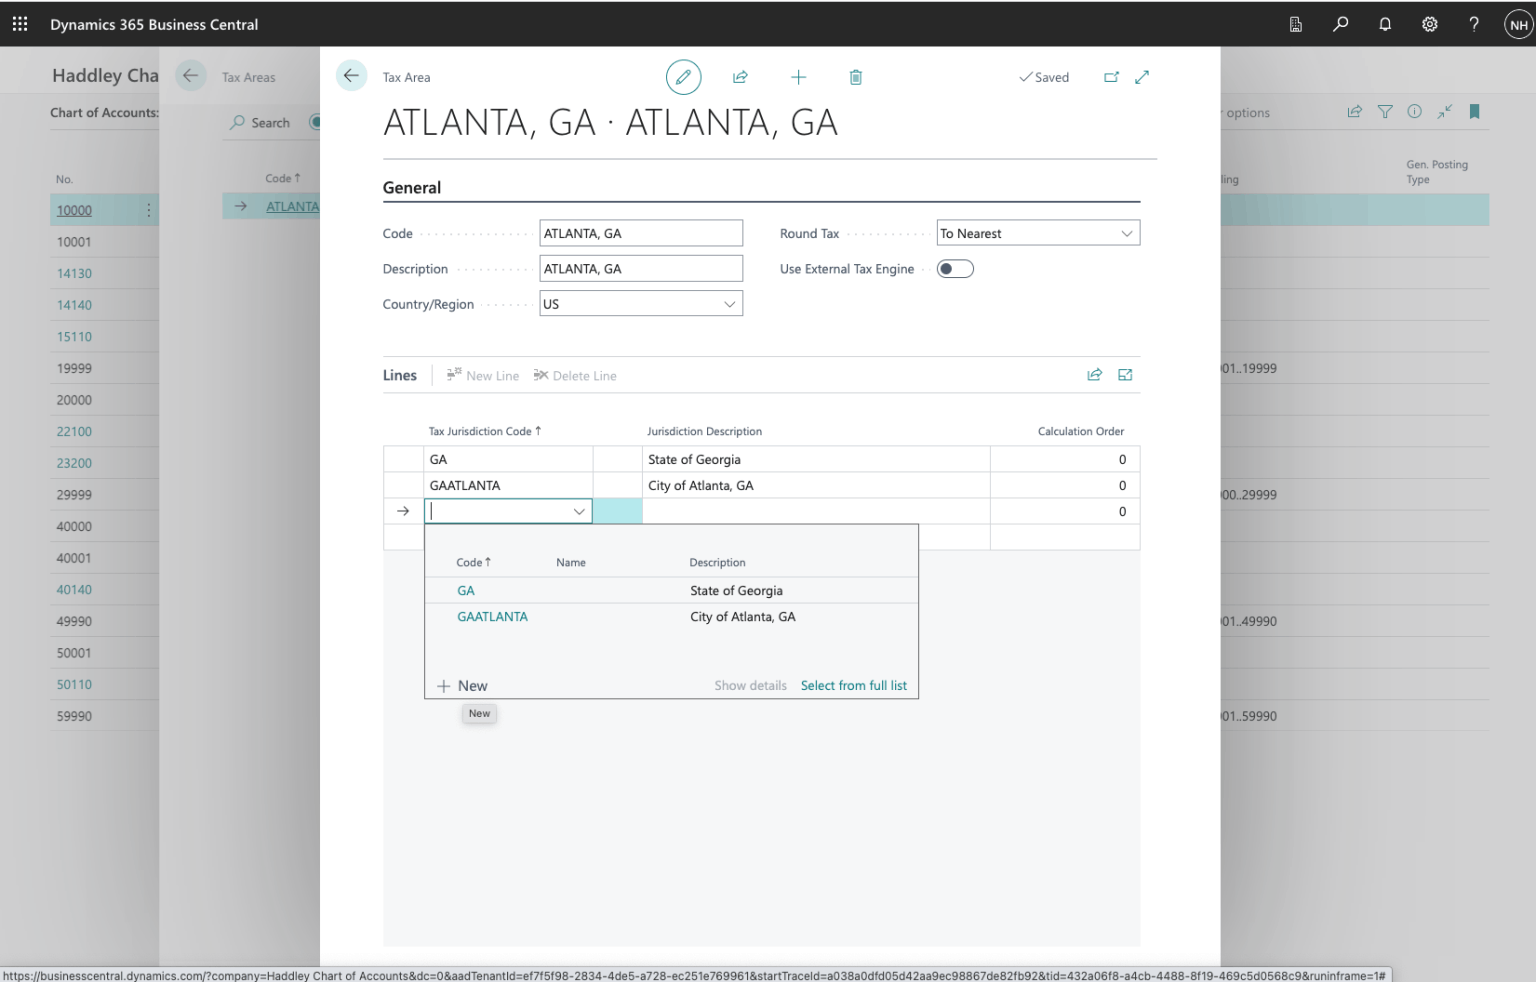 Dynamics 365 Business Central
NH
Haddley Cha
Tax Areas
Tax Area
Saved
ATLANTA, GA · ATLANTA, GA
Chart of Accounts:
Search
options
General
No.
Code ↑
ling
Gen. Posting
Type
10000
ATLANTA
10001
14130
14140
15110
19999
01..19999
20000
22100
23200
29999
00..29999
40000
40001
40140
49990
01..49990
50001
50110
59990
01..59990
Code
ATLANTA, GA
Round Tax
To Nearest
Description
ATLANTA, GA
Use External Tax Engine
Country/Region
US
Lines
New Line
Delete Line
Tax Jurisdiction Code ↑
Jurisdiction Description
Calculation Order
GA
State of Georgia
0
GAATLANTA
City of Atlanta, GA
0
0
Code ↑
Name
Description
GA
State of Georgia
GAATLANTA
City of Atlanta, GA
+ New
Show details
Select from full list
New
https://businesscentral.dynamics.com/?company=Haddley Chart of Accounts&dc=0&aadTenantId=ef7f5f98-2834-4de5-a728-ec251e769961&startTraceId=a038a0dfd05d42aa9ec98867de82fb92&tid=432a06f8-a4cb-4488-8f19-469c5d0568c9&runinframe=1#